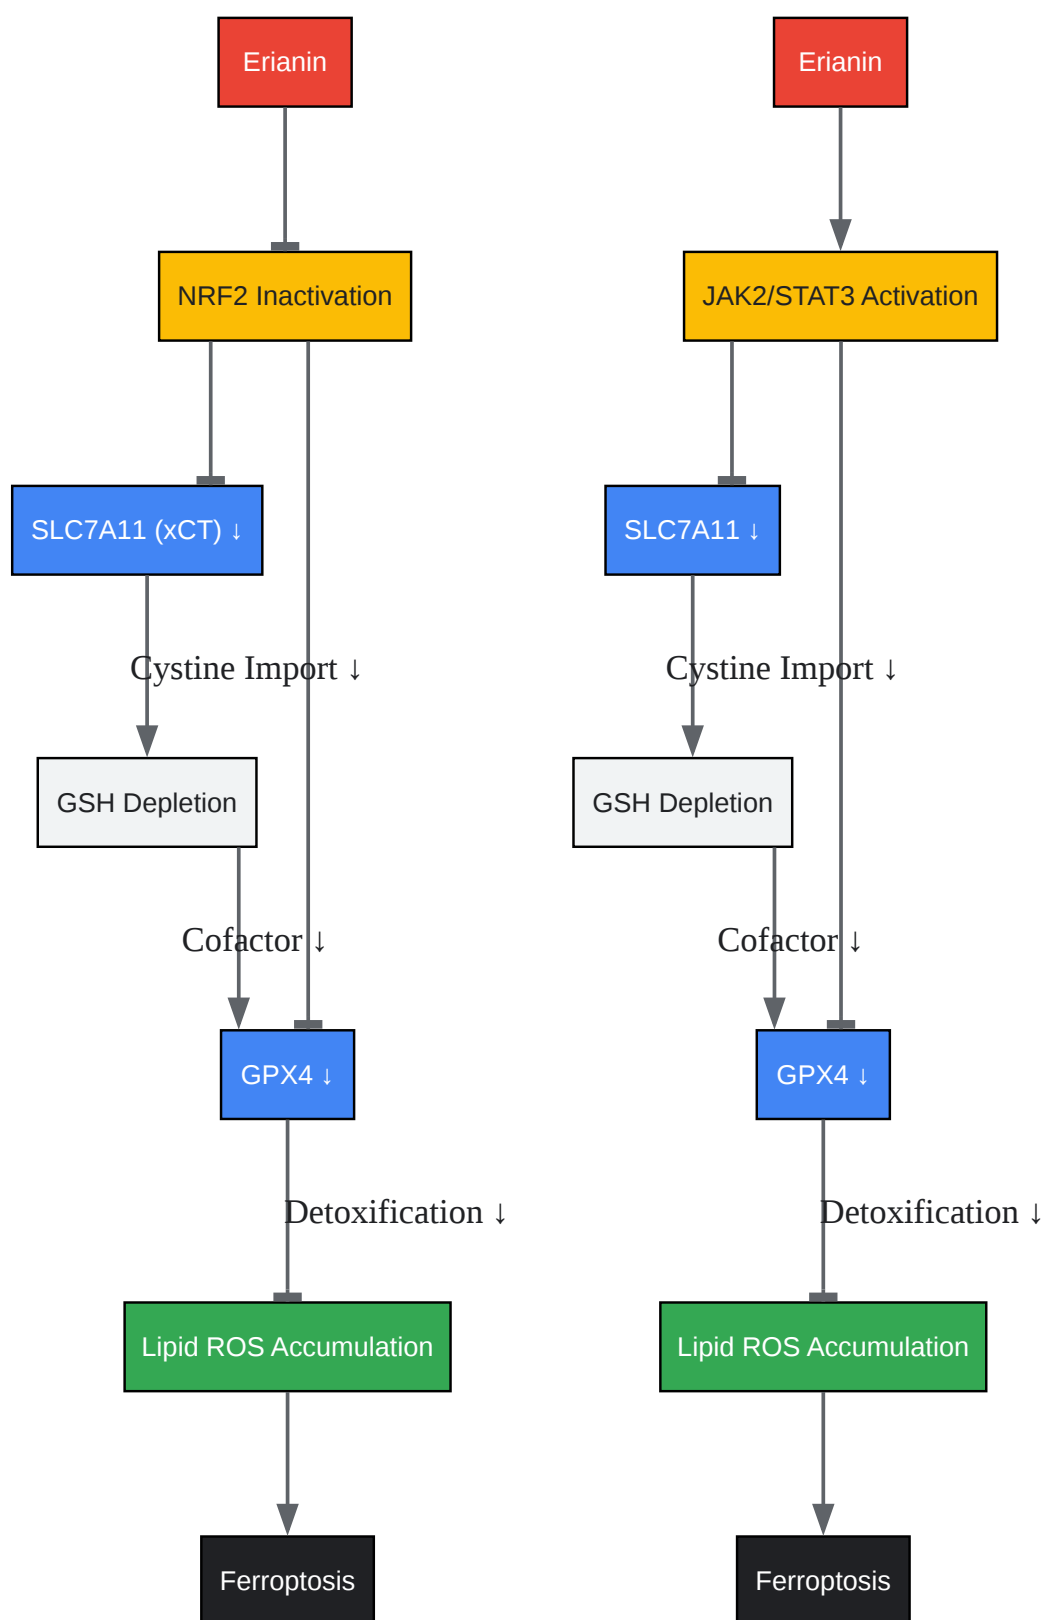 Erianin
NRF2 Inactivation
SLC7A11 (xCT) ↓
Cystine Import ↓
GSH Depletion
Cofactor ↓
GPX4 ↓
Detoxification ↓
Lipid ROS Accumulation
Ferroptosis
Erianin
JAK2/STAT3 Activation
SLC7A11 ↓
Cystine Import ↓
GSH Depletion
Cofactor ↓
GPX4 ↓
Detoxification ↓
Lipid ROS Accumulation
Ferroptosis